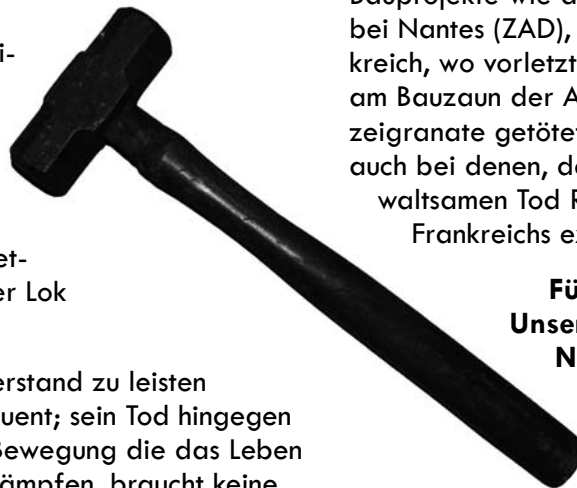 i-
et-
er Lok
erstand zu leisten
uent; sein Tod hingegen
Bewegung die das Leben
ämpfen, braucht keine
Bauprojekte wie
bei Nantes (ZAD),
kreich, wo vorletzt
am Bauzaun der A
zeigranate getötet
auch bei denen, de
waltsamen Tod R
Frankreichs ex
Fü
Unser
N